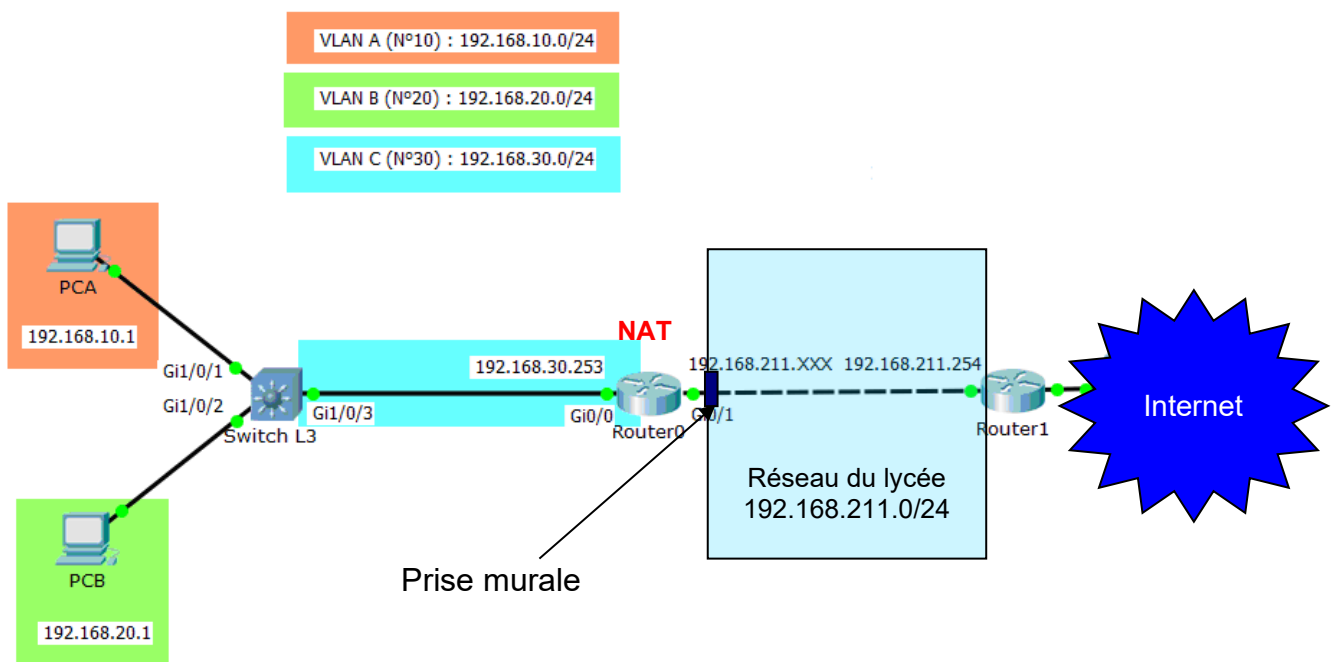 VLAN A (N°10) : 192.168.10.0/24
VLAN B (N°20) : 192.168.20.0/24
VLAN C (N°30) : 192.168.30.0/24
PCA
192.168.10.1
Gi1/0/1
Gi1/0/2
Switch L3
Gi1/0/3
192.168.30.253
Gi0/0
NAT
Router0
192.168.211.XXX
192.168.211.254
Gi0/1
Router1
Internet
Réseau du lycée
192.168.211.0/24
Prise murale
PCB
192.168.20.1